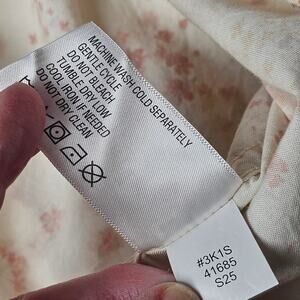 MACHINE WASH COLD SEPARATELY
GENTLE CYCLE
DO NOT BLEACH
TUMBLE DRY LOW
COOL IRON IF NEEDED
DO NOT DRY CLEAN
#3K1S
41685
S25